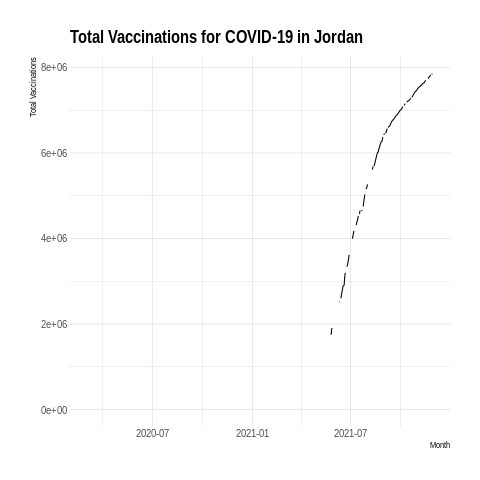 Total Vaccinations for COVID-19 in Jordan
Total Vaccinations
8e+06
6e+06
4e+06
2e+06
0e+00
2020-07 2021-01 2021-07
Month